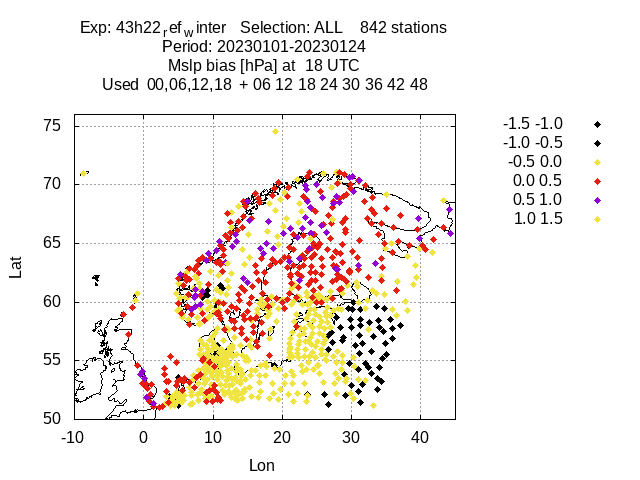 Exp: 43h22refwinter Selection: ALL 842 stations
Period: 20230101-20230124
Mslp bias [hPa] at 18 UTC
Used 00,06,12,18 + 06 12 18 24 30 36 42 48
-1.5 -1.0
-1.0 -0.5
-0.5 0.0
0.0 0.5
0.5 1.0
1.0 1.5
75
70
65
60
55
50
Lat
-10 0 10 20 30 40
Lon